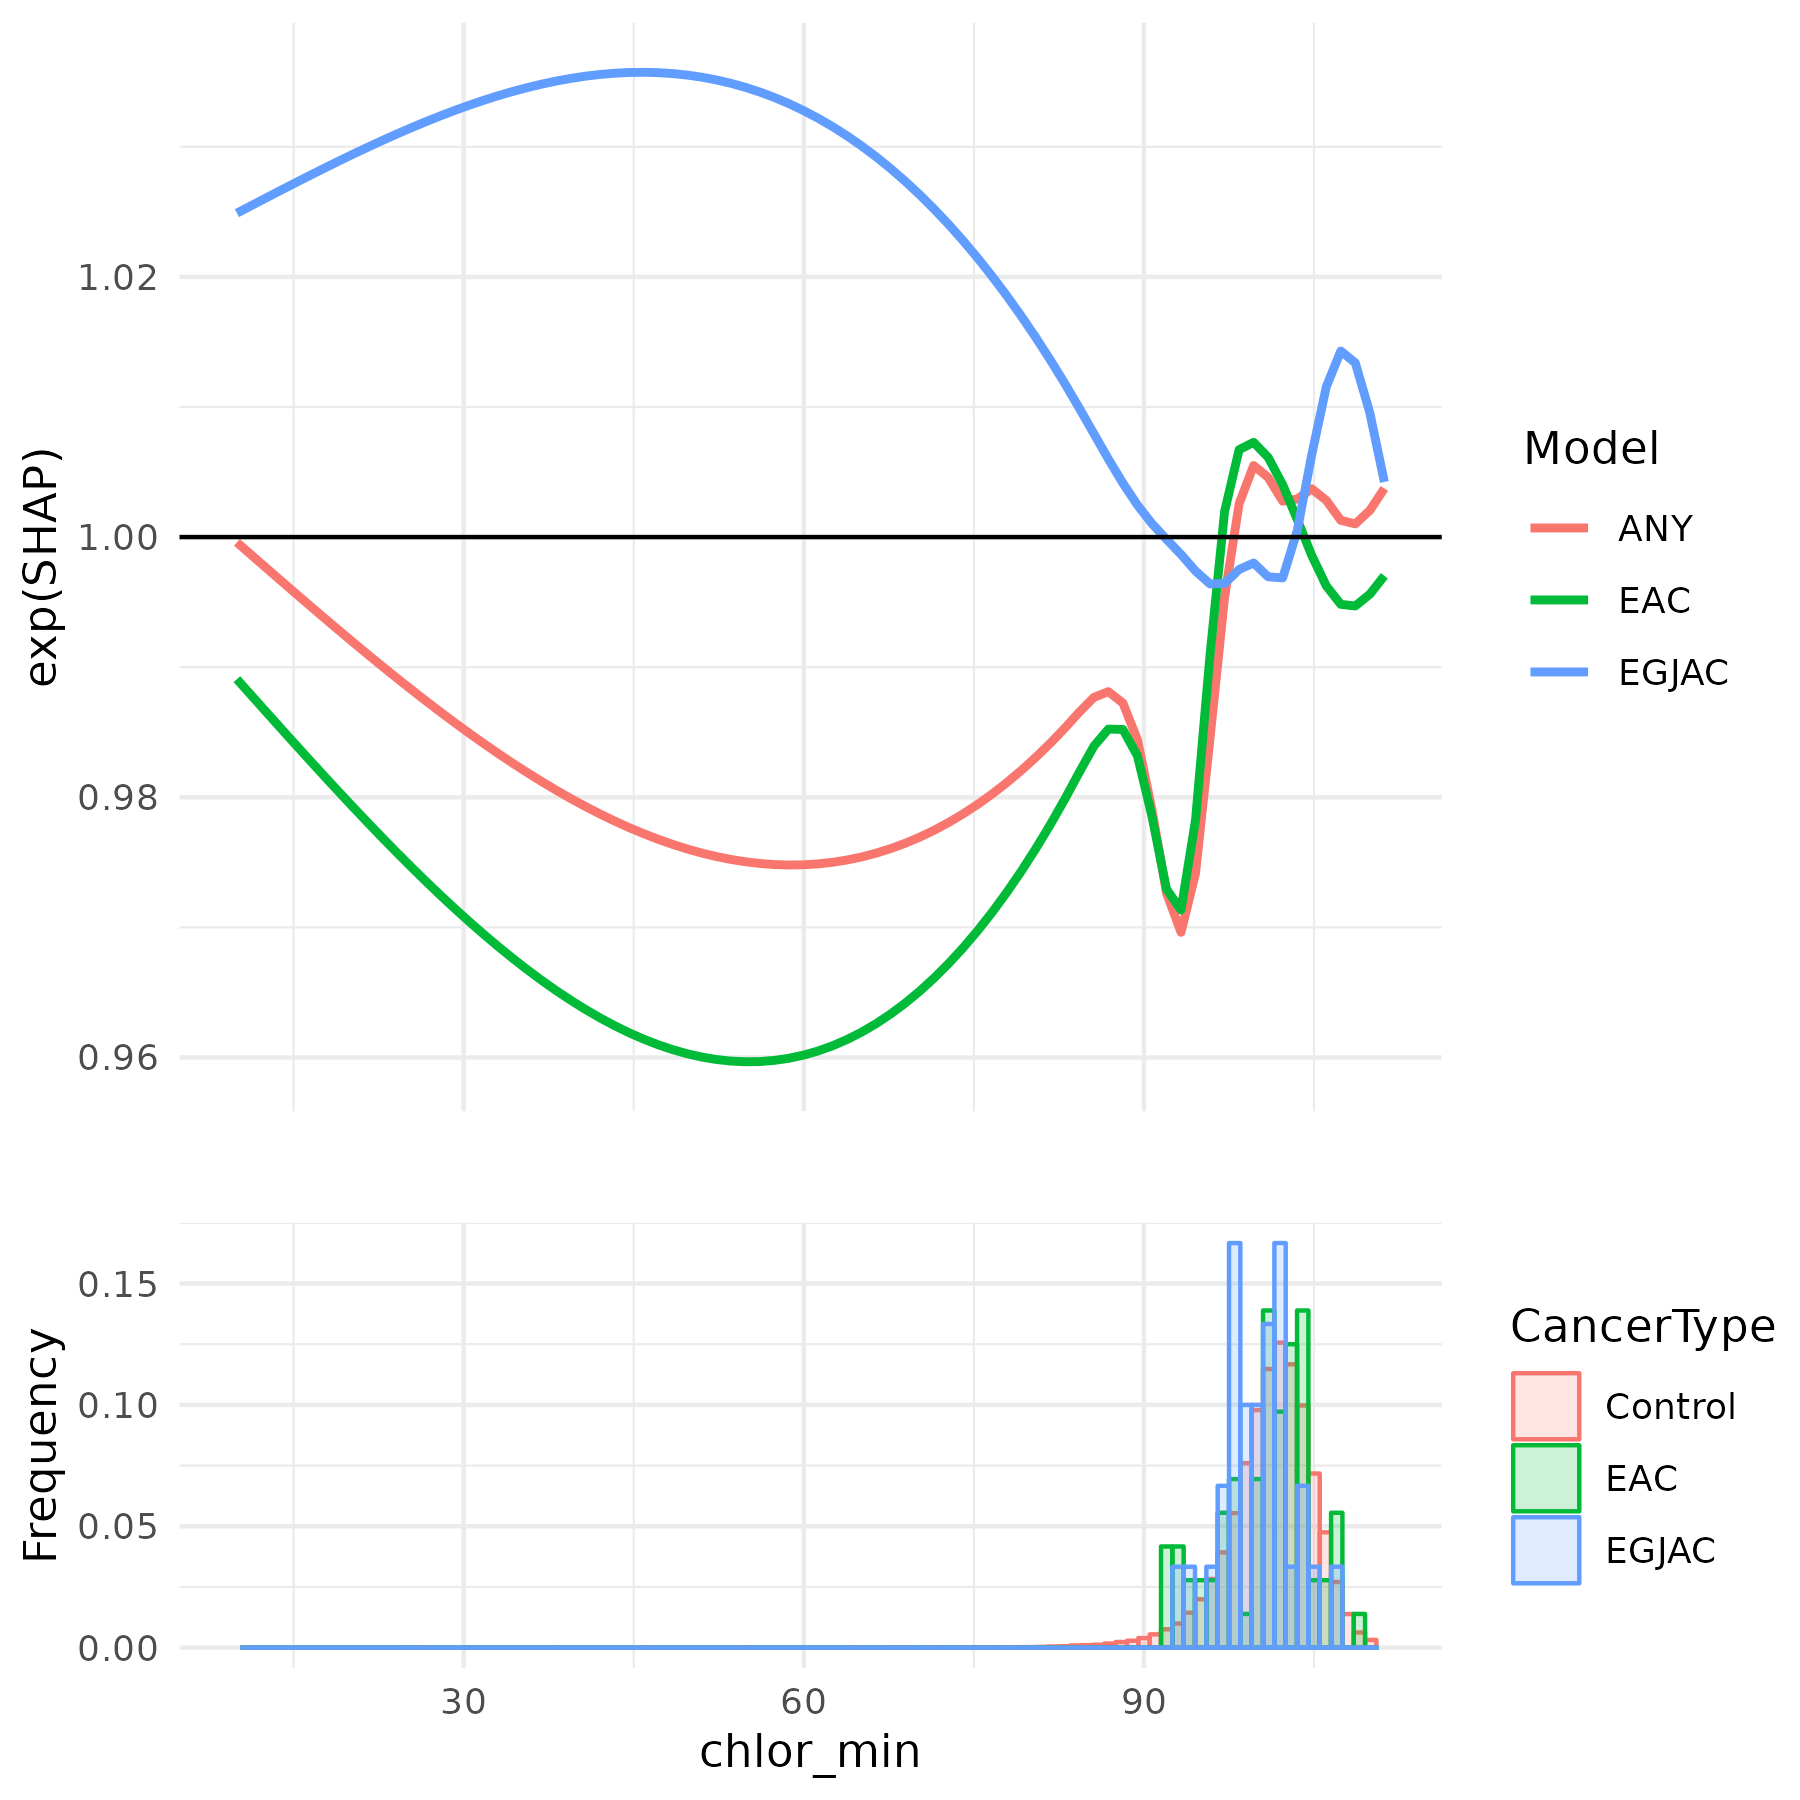 exp(SHAP)
1.02
1.00
0.98
0.96
Model
ANY
EAC
EGJAC
Frequency
0.15
0.10
0.05
0.00
30 60 90
chlor_min
CancerType
Control
EAC
EGJAC